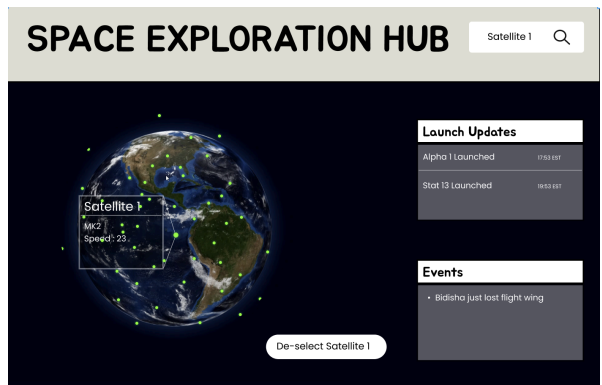 SPACE EXPLORATION HUB
Satellite 1
Launch Updates
Alpha 1 Launched 17:53 EST
Stat 13 Launched 19:53 EST
Satellite 1
MK2
Speed : 23
Events
• Bidisha just lost flight wing
De-select Satellite 1